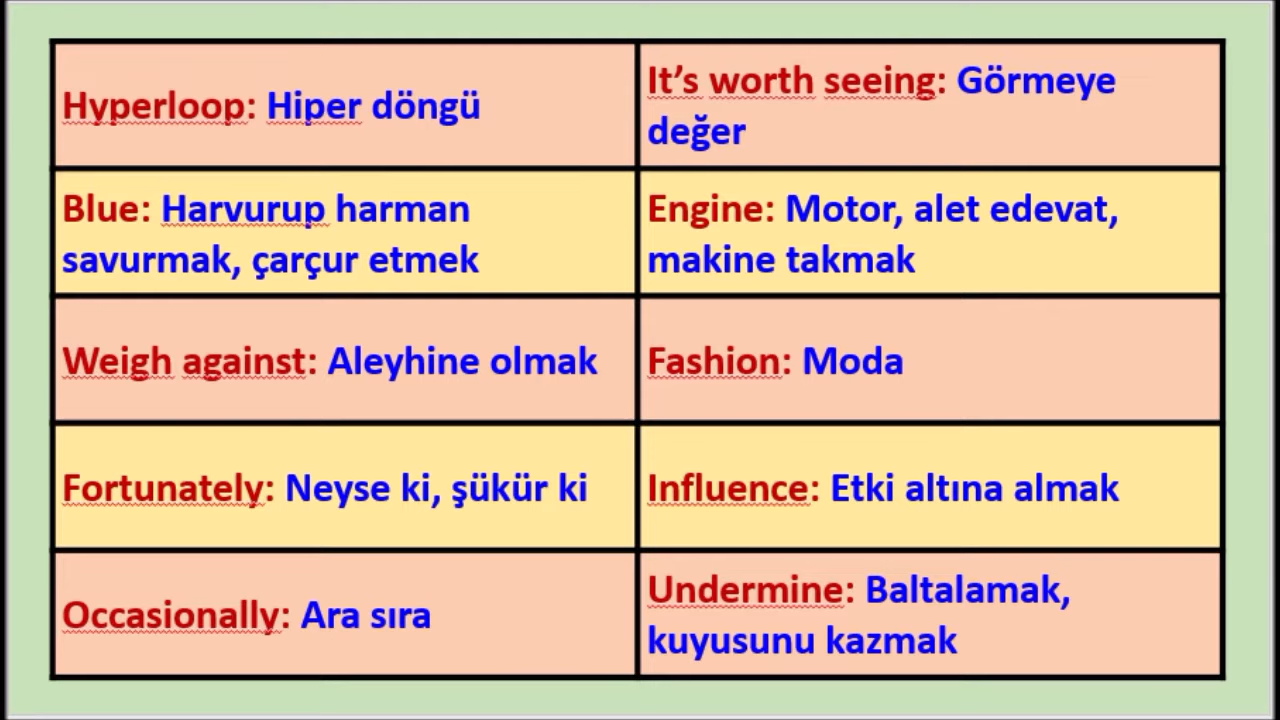 Hyperloop: Hiper döngü
It’s worth seeing: Görmeye
değer
Blue: Harvurup harman
savurmak, çarçur etmek
Engine: Motor, alet edevat,
makine takmak
Weigh against: Aleyhine olmak
Fashion: Moda
Fortunately: Neyse ki, şükür ki
Influence: Etki altına almak
Occasionally: Ara sıra
Undermine: Baltalamak,
kuyusunu kazmak